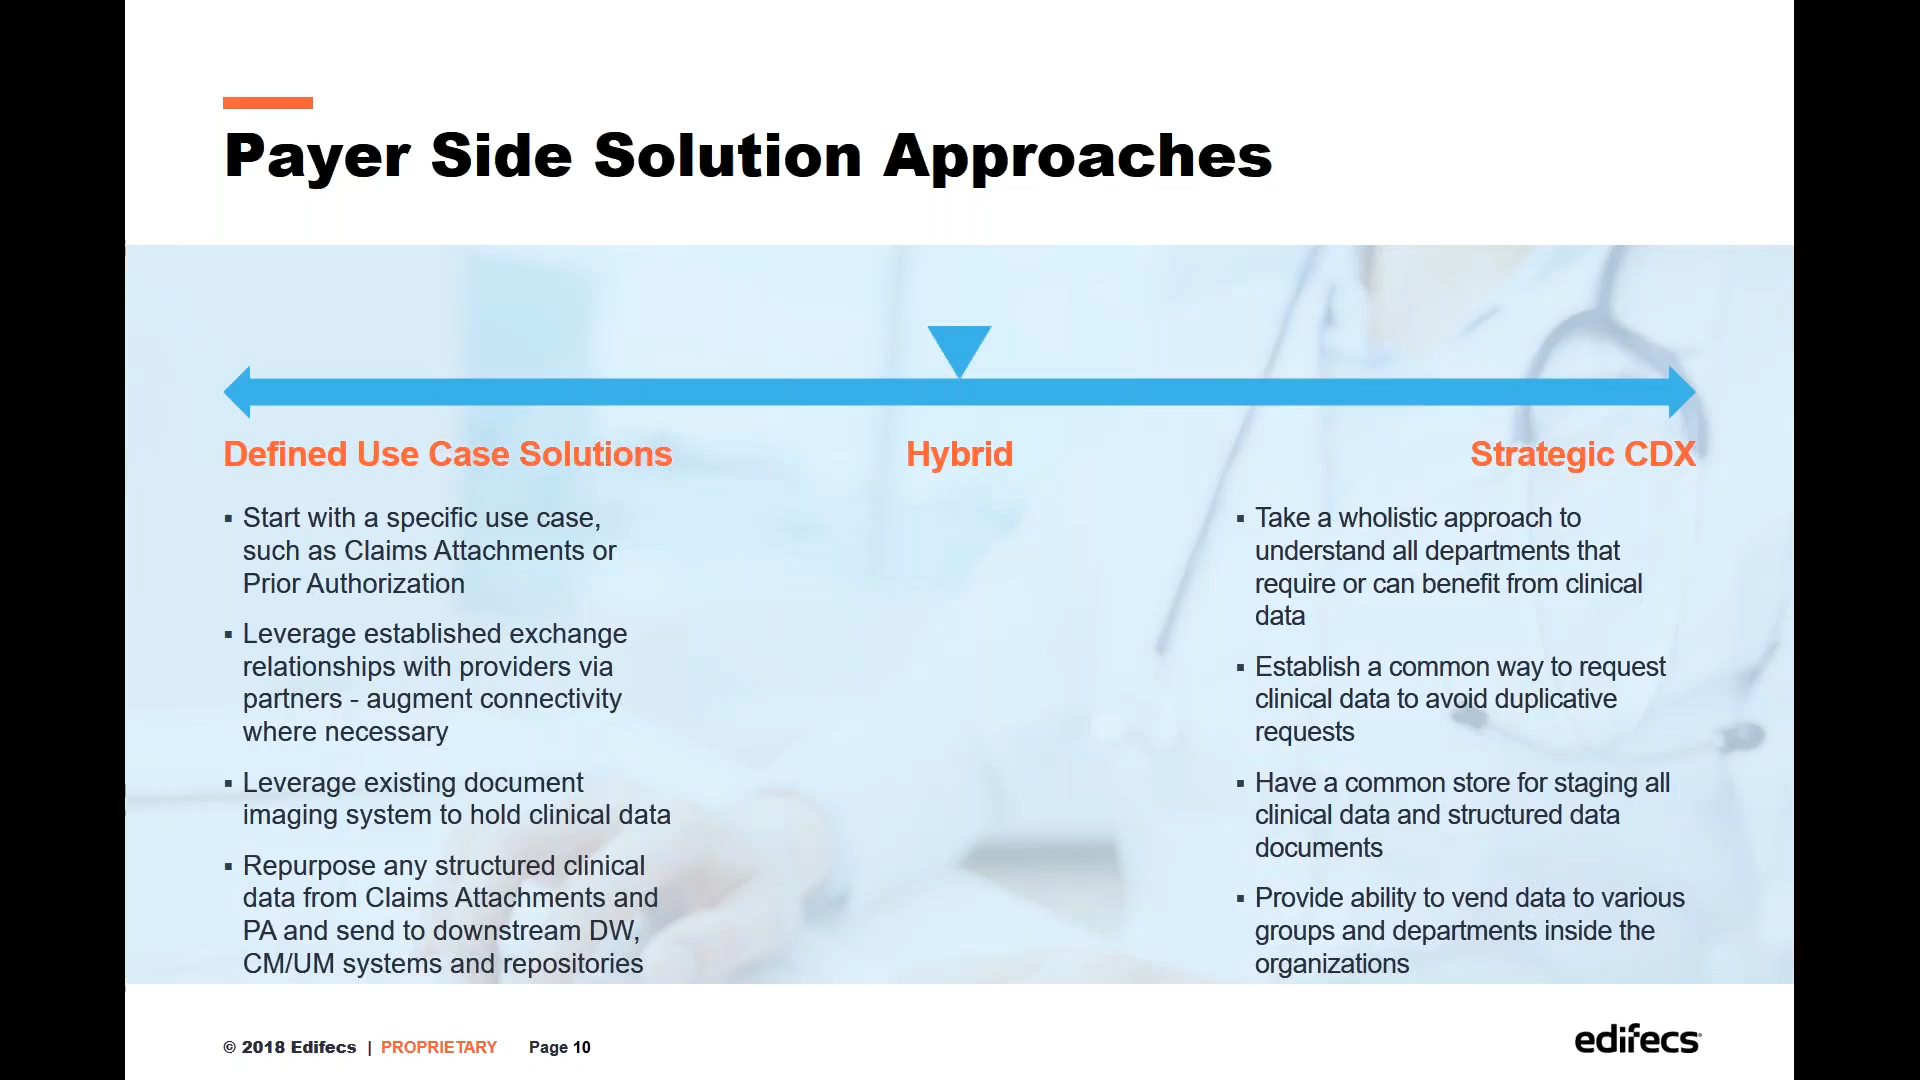 Payer Side Solution Approaches
Defined Use Case Solutions
Hybrid
Strategic CDX
▪ Start with a specific use case,
such as Claims Attachments or
Prior Authorization
▪ Leverage established exchange
relationships with providers via
partners - augment connectivity
where necessary
▪ Leverage existing document
imaging system to hold clinical data
▪ Repurpose any structured clinical
data from Claims Attachments and
PA and send to downstream DW,
CM/UM systems and repositories
▪ Take a wholistic approach to
understand all departments that
require or can benefit from clinical
data
▪ Establish a common way to request
clinical data to avoid duplicative
requests
▪ Have a common store for staging all
clinical data and structured data
documents
▪ Provide ability to vend data to various
groups and departments inside the
organizations
© 2018 Edifecs | PROPRIETARY Page 10
edifecs